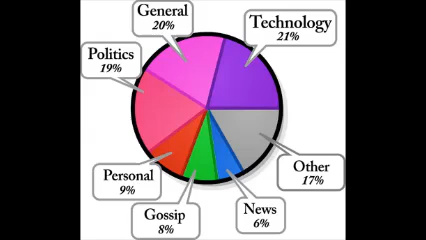 General
20%
Technology
21%
Politics
19%
Personal
9%
Gossip
8%
News
6%
Other
17%